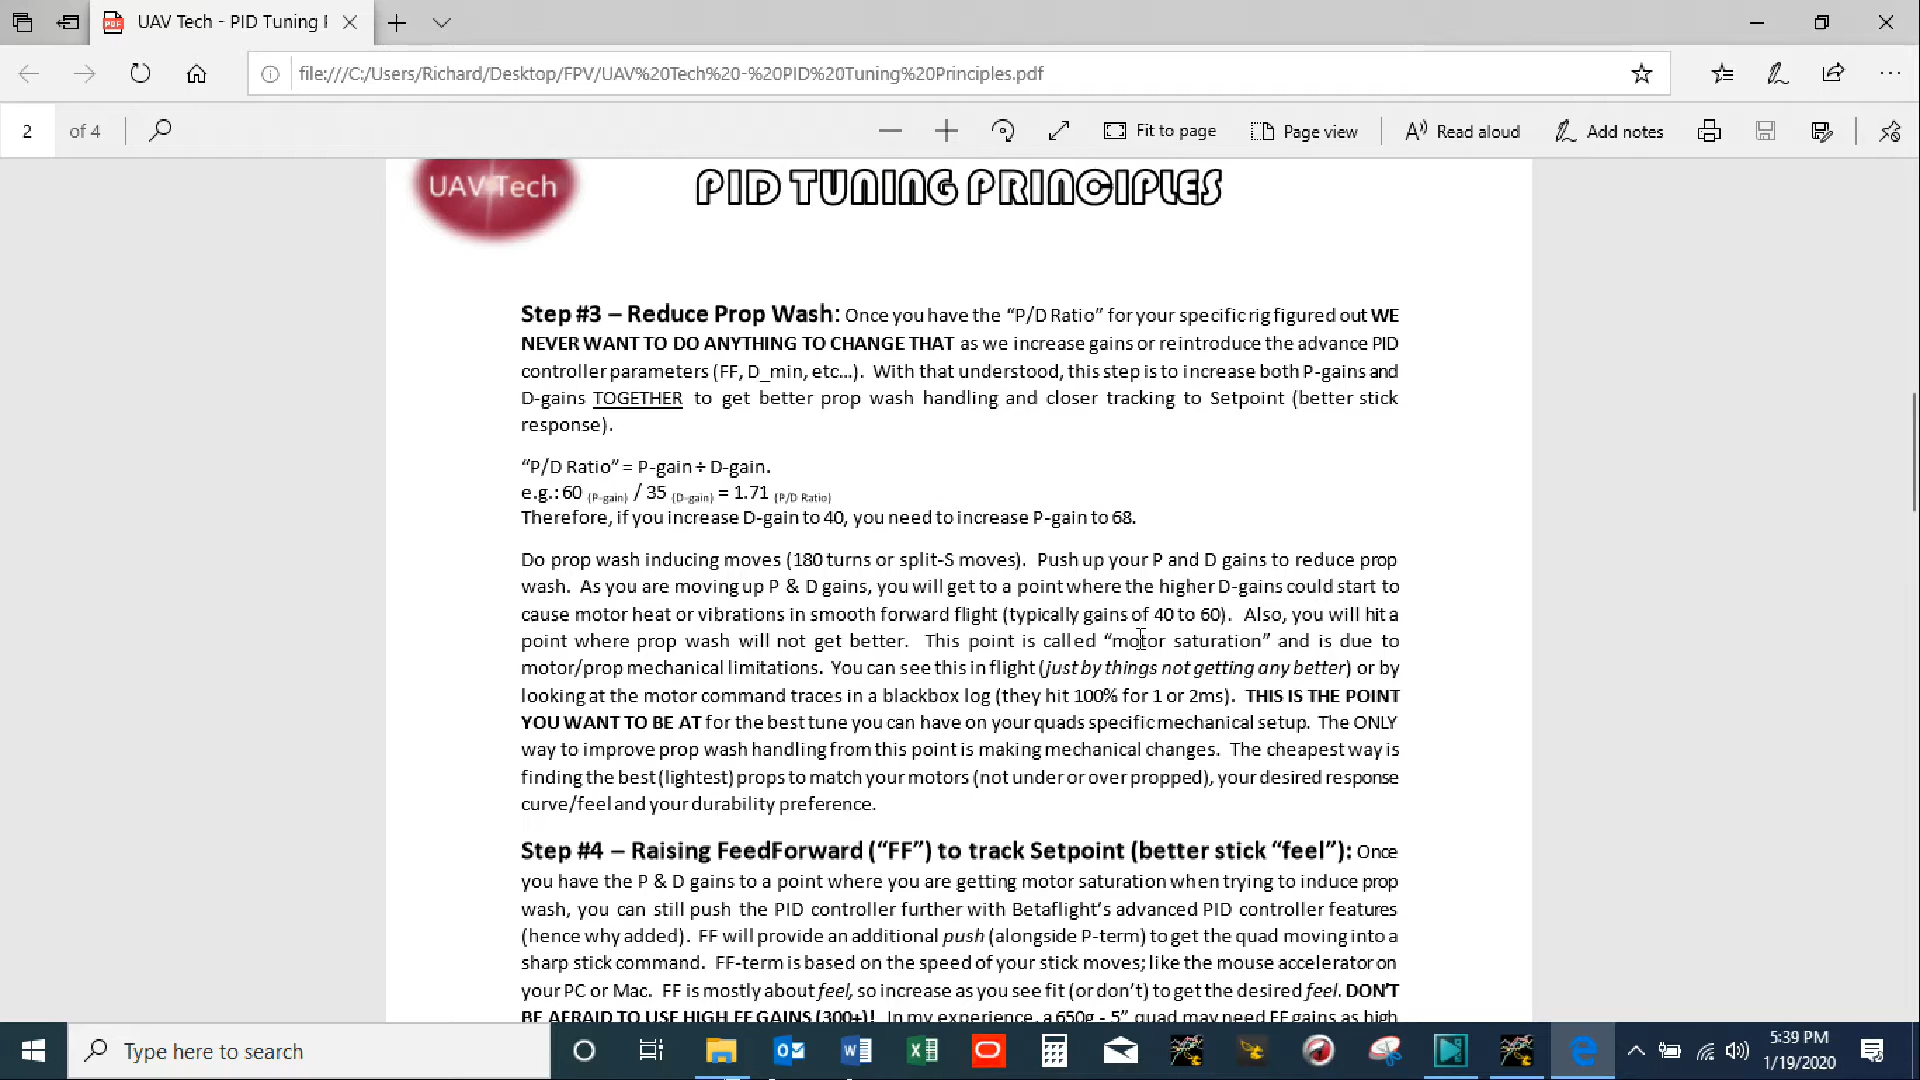 UAV Tech - PID Tuning F
file:///C:/Users/Richard/Desktop/FPV/UAV%20Tech%20-%20PID%20Tuning%20Principles.pdf
2 of 4 Fit to page Page view Read aloud Add notes
UAV Tech PID TUNING PRINCIPLES
Step #3 – Reduce Prop Wash: Once you have the “P/D Ratio” for your specific rig figured out WE
NEVER WANT TO DO ANYTHING TO CHANGE THAT as we increase gains or reintroduce the advance PID
controller parameters (FF, D_min, etc…). With that understood, this step is to increase both P-gains and
D-gains TOGETHER to get better prop wash handling and closer tracking to Setpoint (better stick
response).
“P/D Ratio” = P-gain ÷ D-gain.
e.g.: 60 (P-gain) / 35 (D-gain) = 1.71 (P/D Ratio)
Therefore, if you increase D-gain to 40, you need to increase P-gain to 68.
Do prop wash inducing moves (180 turns or split-S moves). Push up your P and D gains to reduce prop
wash. As you are moving up P & D gains, you will get to a point where the higher D-gains could start to
cause motor heat or vibrations in smooth forward flight (typically gains of 40 to 60). Also, you will hit a
point where prop wash will not get better. This point is called “motor saturation” and is due to
motor/prop mechanical limitations. You can see this in flight (just by things not getting any better) or by
looking at the motor command traces in a blackbox log (they hit 100% for 1 or 2ms). THIS IS THE POINT
YOU WANT TO BE AT for the best tune you can have on your quads specific mechanical setup. The ONLY
way to improve prop wash handling from this point is making mechanical changes. The cheapest way is
finding the best (lightest) props to match your motors (not under or over propped), your desired response
curve/feel and your durability preference.
Step #4 – Raising FeedForward (“FF”) to track Setpoint (better stick “feel”): Once
you have the P & D gains to a point where you are getting motor saturation when trying to induce prop
wash, you can still push the PID controller further with Betaflight’s advanced PID controller features
(hence why added). FF will provide an additional push (alongside P-term) to get the quad moving into a
sharp stick command. FF-term is based on the speed of your stick moves; like the mouse accelerator on
your PC or Mac. FF is mostly about feel, so increase as you see fit (or don’t) to get the desired feel. DON’T
BE AFRAID TO USE HIGH FF GAINS (300+)! In my experience, a 650g - 5” quad may need FF gains as high
Type here to search
5:39 PM
1/19/2020